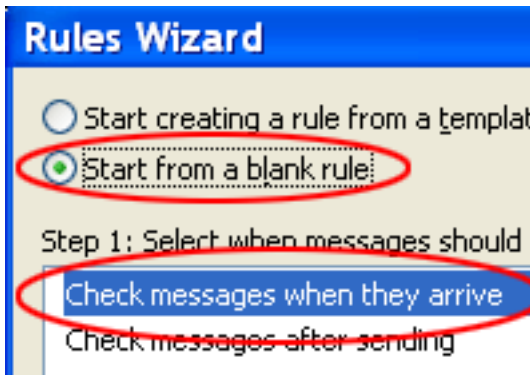 Rules Wizard
Start creating a rule from a templat
Start from a blank rule
Step 1: Select when messages should
Check messages when they arrive
Check messages after sending